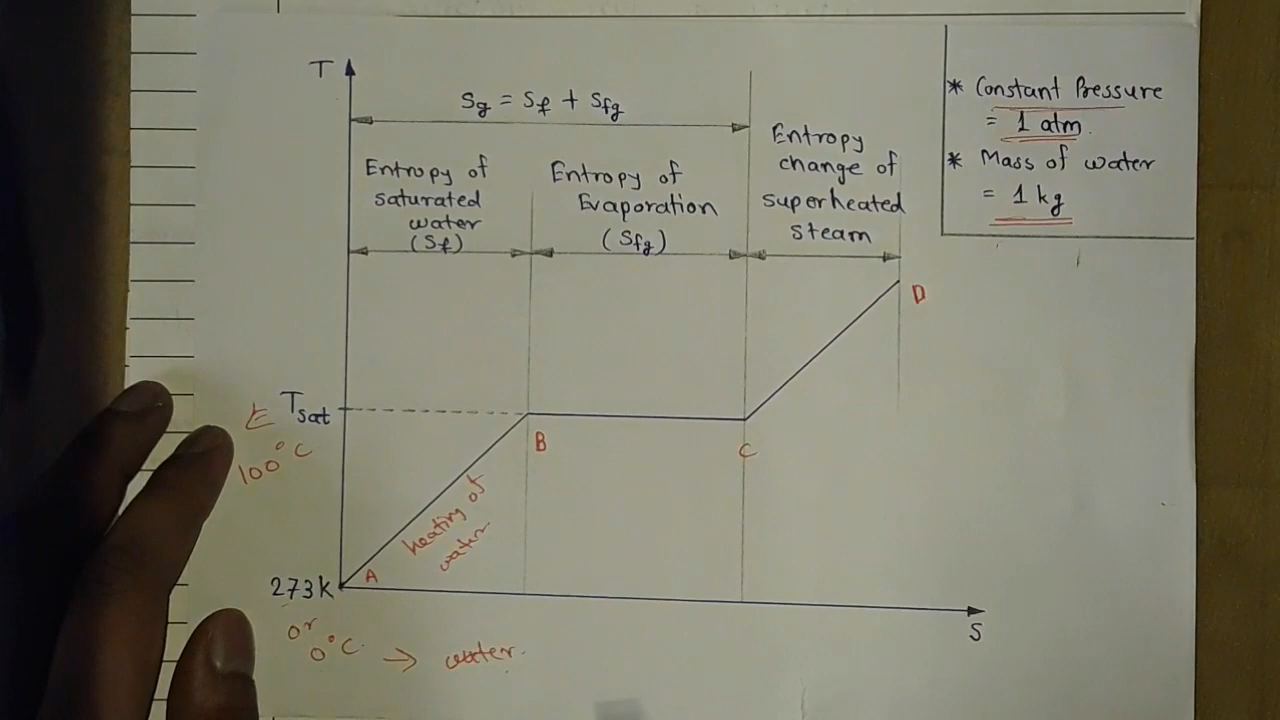 T
Sg = Sf + Sfg
Entropy of
saturated
water
(Sf)
Entropy of
Evaporation
(Sfg)
Entropy
change of
superheated
steam
* Constant Pressure
= 1 atm.
* Mass of water
= 1 kg
D
Tsat
100°C
B
C
heating of
water
A
273K
or
0°C. → water.
S